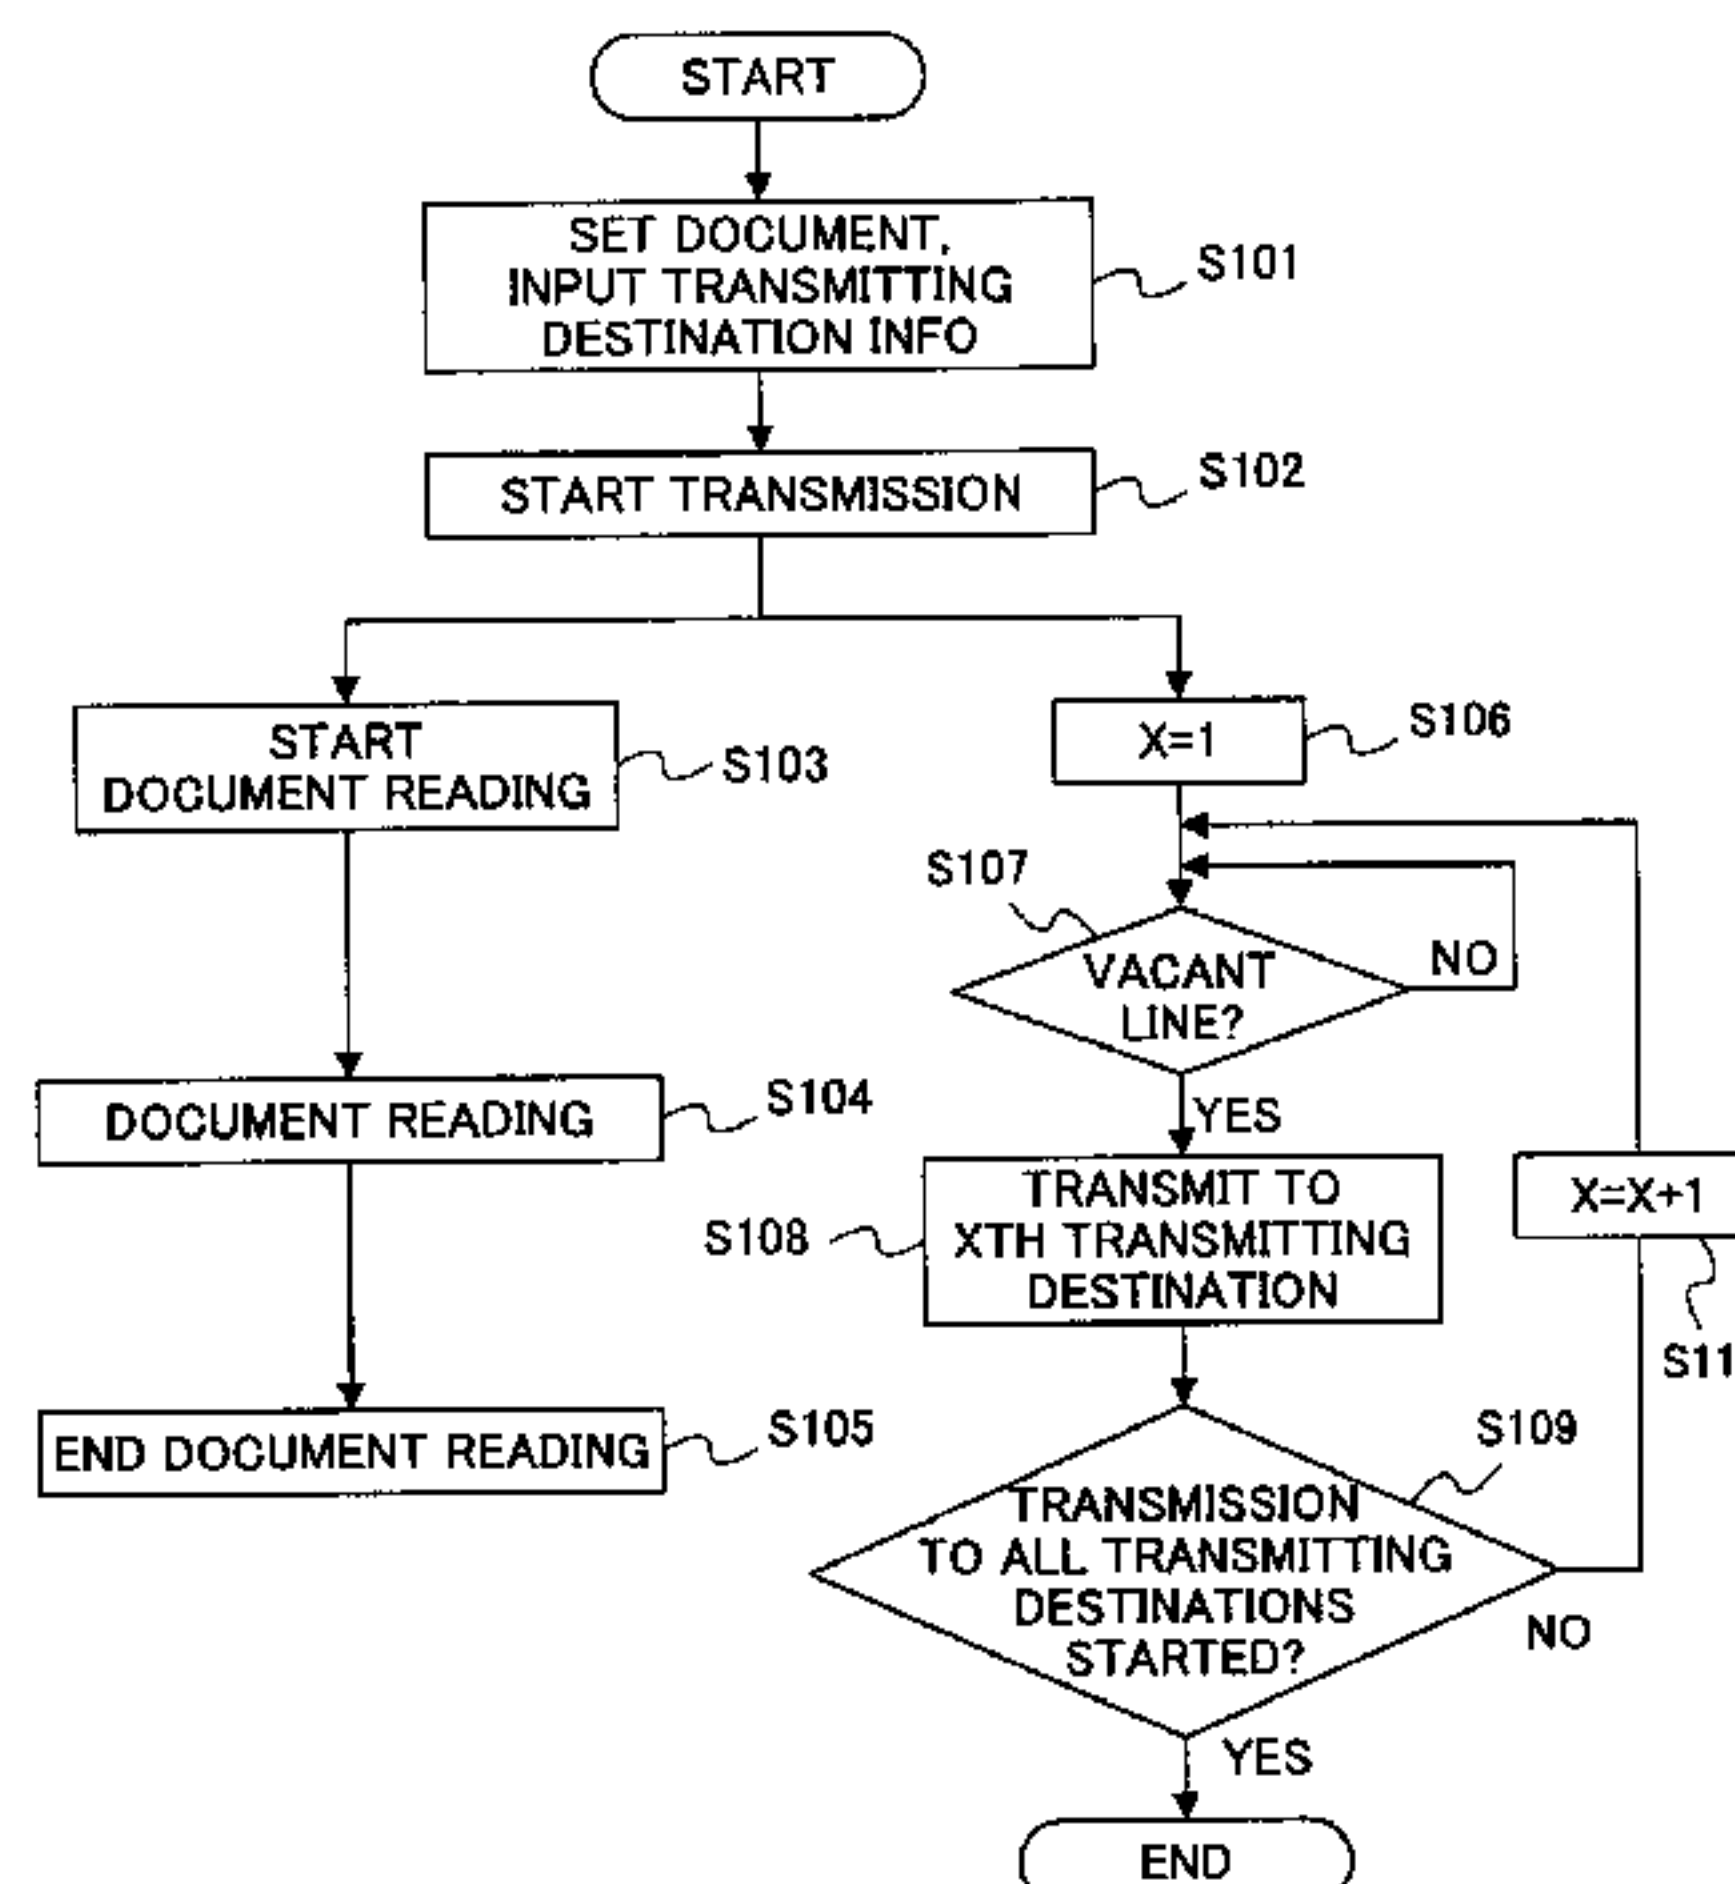 START
SET DOCUMENT,
INPUT TRANSMITTING
DESTINATION INFO
S101
START TRANSMISSION
S102
START
DOCUMENT READING
S103
X=1
S106
S107
VACANT
LINE?
NO
YES
DOCUMENT READING
S104
TRANSMIT TO
XTH TRANSMITTING
DESTINATION
S108
X=X+1
S11
END DOCUMENT READING
S105
S109
TRANSMISSION
TO ALL TRANSMITTING
DESTINATIONS
STARTED?
NO
YES
END